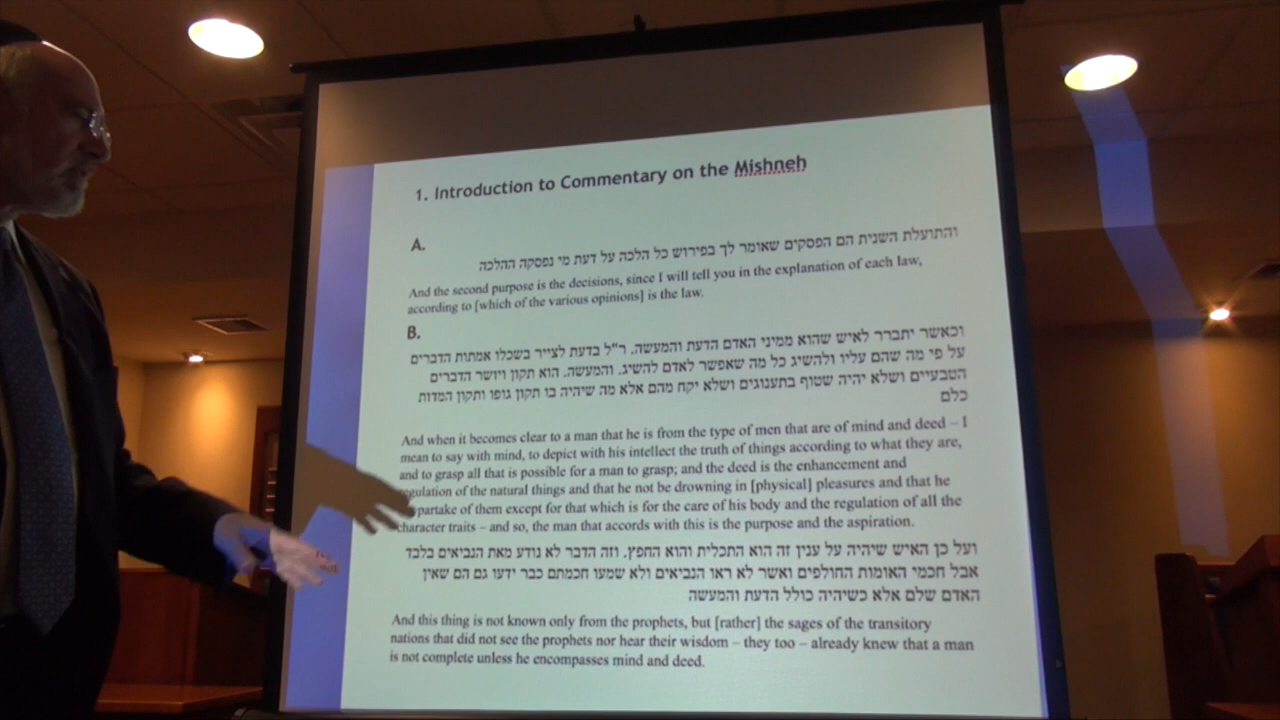 1. Introduction to Commentary on the Mishneh
A.
והתועלת השנית הם הפסקים שאומר לך בפירוש כל הלכה על דעת מי נפסקה ההלכה
And the second purpose is the decisions, since I will tell you in the explanation of each law,
according to [which of the various opinions] is the law.
B.
וכאשר יתברר לאיש שהוא ממיני האדם הדעת והמעשה. ר"ל בדעת לצייר בשכלו אמתות הדברים
על פי מה שהם עליו ולהשיג כל מה שאפשר לאדם להשיג. והמעשה. הוא תקון ויושר הדברים
הטבעיים ושלא יהיה שטוף בתענוגים ושלא יקח מהם אלא מה שיהיה בו תקון גופו ותקון המדות
כלם
And when it becomes clear to a man that he is from the type of men that are of mind and deed – I
mean to say with mind, to depict with his intellect the truth of things according to what they are,
and to grasp all that is possible for a man to grasp; and the deed is the enhancement and
regulation of the natural things and that he not be drowning in [physical] pleasures and that he
partake of them except for that which is for the care of his body and the regulation of all the
character traits – and so, the man that accords with this is the purpose and the aspiration.
ועל כן האיש שיהיה על ענין זה הוא התכלית והוא החפץ. וזה הדבר לא נודע מאת הנביאים בלבד
אבל חכמי האומות החולפים ואשר לא ראו הנביאים ולא שמעו חכמתם כבר ידעו גם הם שאין
האדם שלם אלא כשיהיה כולל הדעת והמעשה
And this thing is not known only from the prophets, but [rather] the sages of the transitory
nations that did not see the prophets nor hear their wisdom – they too – already knew that a man
is not complete unless he encompasses mind and deed.